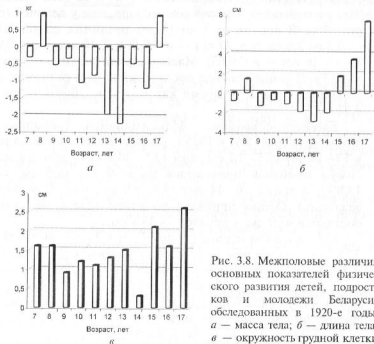 кг
1
0,5
0
-0,5
-1
-1,5
-2
-2,5
7 8 9 10 11 12 13 14 15 16 17
Возраст, лет
а
см
8
6
4
2
0
-2
-4
7 8 9 10 11 12 13 14 15 16 17
Возраст, лет
б
см
3
2,5
2
1,5
1
0,5
0
7 8 9 10 11 12 13 14 15 16 17
Возраст, лет
в
Рис. 3.8. Межполовые различи
основных показателей физиче
ского развития детей, подрост
ков и молодежи Беларуси
обследованных в 1920-е годы
а — масса тела; б — длина тела
в — окружность грудной клетки